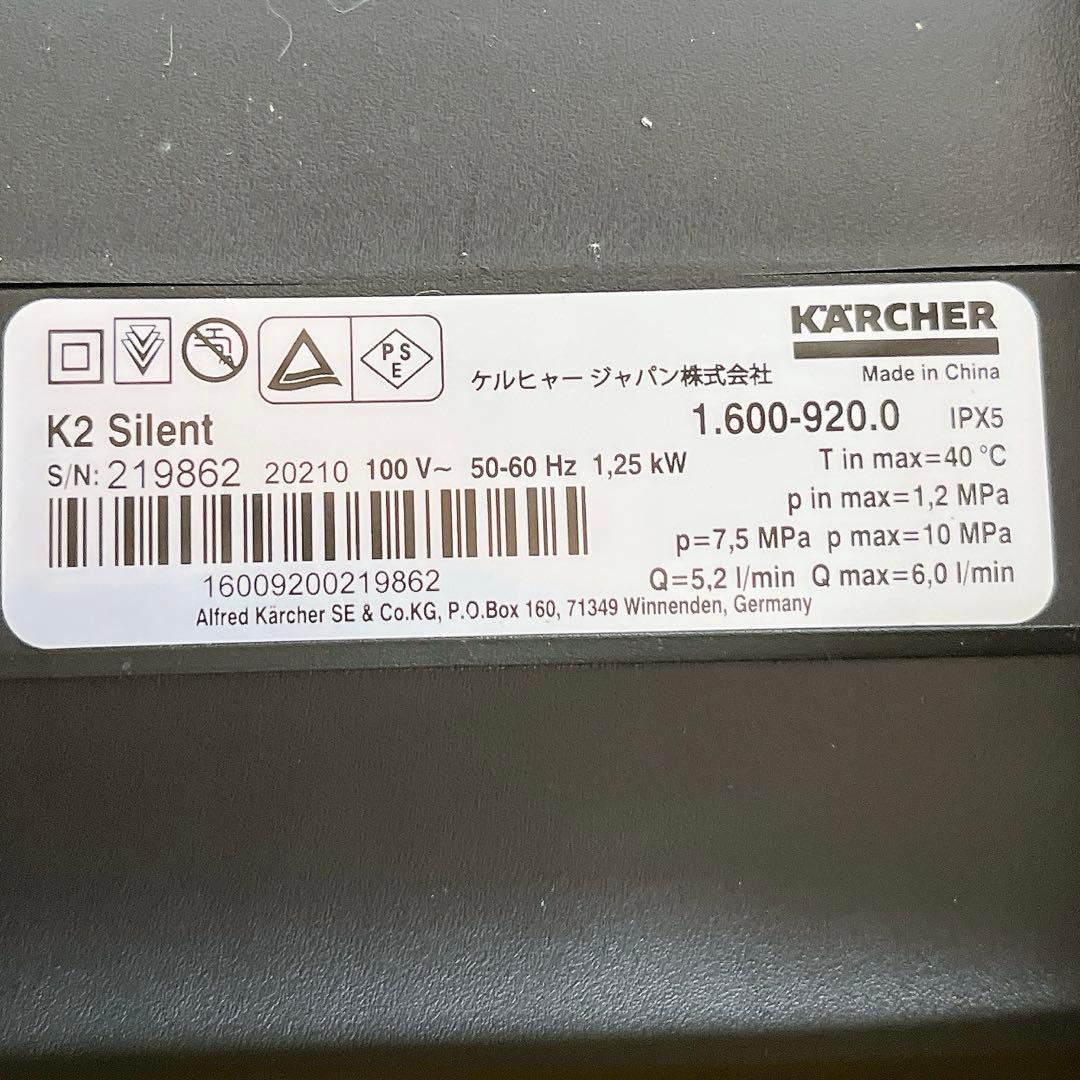 KÄRCHER
PS
E
ケルヒャー ジャパン株式会社
Made in China
K2 Silent
1.600-920.0 IPX5
S/N: 219862 20210 100 V~ 50-60 Hz 1,25 kW
T in max=40 °C
p in max=1,2 MPa
p=7,5 MPa p max=10 MPa
16009200219862
Q=5,2 l/min Q max=6,0 l/min
Alfred Kärcher SE & Co.KG, P.O.Box 160, 71349 Winnenden, Germany